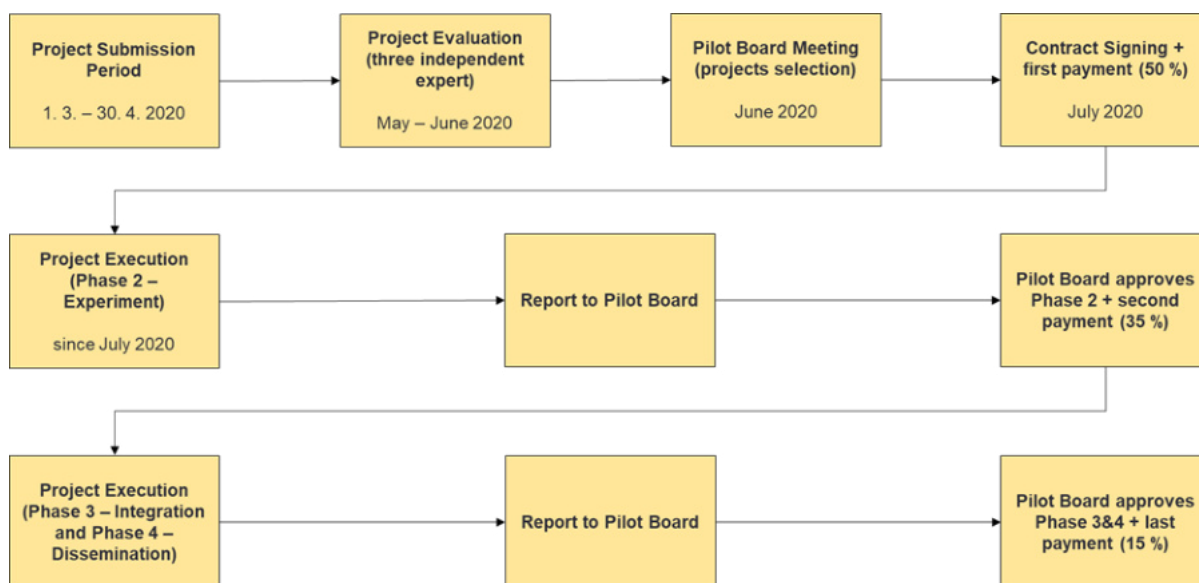 Project Submission
Period
1. 3. – 30. 4. 2020
Project Evaluation
(three independent
expert)
May – June 2020
Pilot Board Meeting
(projects selection)
June 2020
Contract Signing +
first payment (50 %)
July 2020
Project Execution
(Phase 2 –
Experiment)
since July 2020
Report to Pilot Board
Pilot Board approves
Phase 2 + second
payment (35 %)
Project Execution
(Phase 3 – Integration
and Phase 4 –
Dissemination)
Report to Pilot Board
Pilot Board approves
Phase 3&4 + last
payment (15 %)